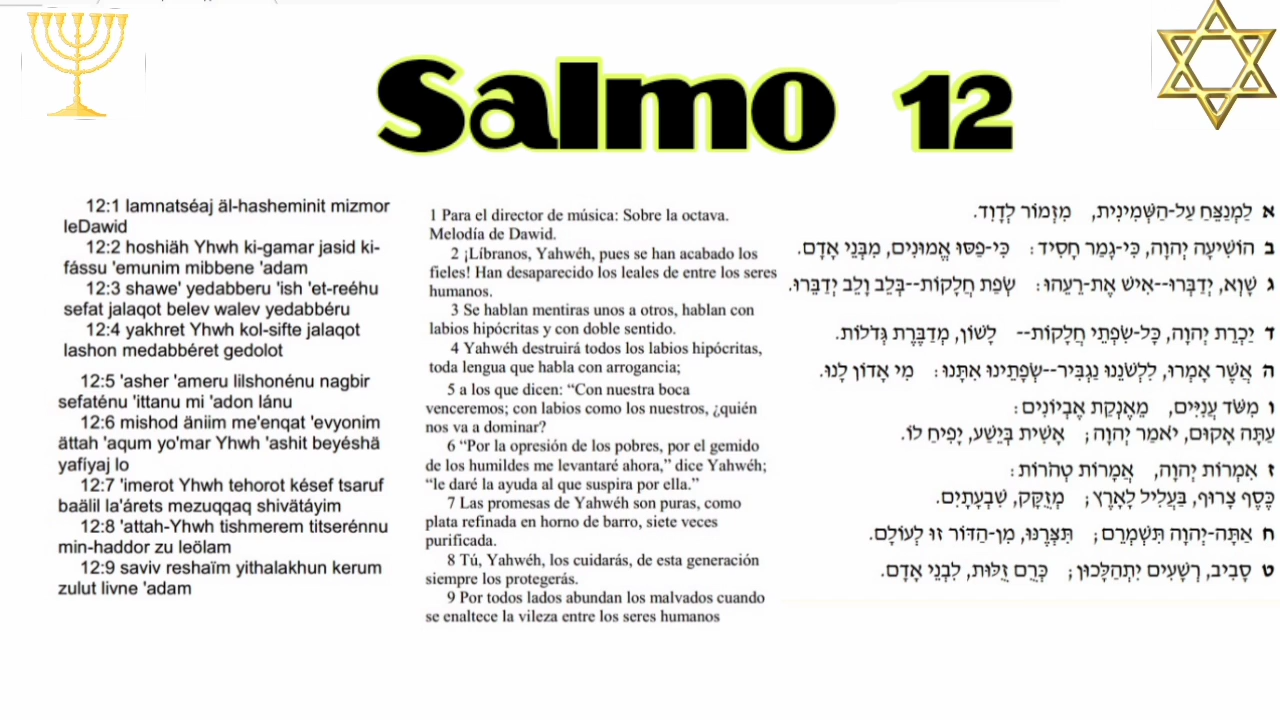 Salmo 12
12:1 lamnatséaj äl-hasheminit mizmor
leDawid
12:2 hoshiäh Yhwh ki-gamar jasid ki-
fássu 'emunim mibbene 'adam
12:3 shawe' yedabberu 'ish 'et-reéhu
sefat jalaqot belev walev yedabbéru
12:4 yakhret Yhwh kol-sifte jalaqot
lashon medabbéret gedolot
12:5 'asher 'ameru lilshonénu nagbir
sefaténu 'ittanu mi 'adon lánu
12:6 mishod äniim me'enqat 'evyonim
ättah 'aqum yo'mar Yhwh 'ashit beyéshä
yafíyaj lo
12:7 'imerot Yhwh tehorot késef tsaruf
baälil la'árets mezuqqaq shivätáyim
12:8 'attah-Yhwh tishmerem titserénnu
min-haddor zu leölam
12:9 saviv reshaïm yithalakhun kerum
zulut livne 'adam
1 Para el director de música: Sobre la octava.
Melodía de Dawid.
2 ¡Líbranos, Yahwéh, pues se han acabado los
fieles! Han desaparecido los leales de entre los seres
humanos.
3 Se hablan mentiras unos a otros, hablan con
labios hipócritas y con doble sentido.
4 Yahwéh destruirá todos los labios hipócritas,
toda lengua que habla con arrogancia;
5 a los que dicen: “Con nuestra boca
venceremos; con labios como los nuestros, ¿quién
nos va a dominar?
6 “Por la opresión de los pobres, por el gemido
de los humildes me levantaré ahora,” dice Yahwéh;
“le daré la ayuda al que suspira por ella.”
7 Las promesas de Yahwéh son puras, como
plata refinada en horno de barro, siete veces
purificada.
8 Tú, Yahwéh, los cuidarás, de esta generación
siempre los protegerás.
9 Por todos lados abundan los malvados cuando
se enaltece la vileza entre los seres humanos
א לַמְנַצֵּחַ עַל-הַשְּׁמִינִית, מִזְמוֹר לְדָוִד.
ב הוֹשִׁיעָה יְהוָה, כִּי-גָמַר חָסִיד: כִּי-פַסּוּ אֱמוּנִים, מִבְּנֵי אָדָם.
ג שָׁוְא, יְדַבְּרוּ--אִישׁ אֶת-רֵעֵהוּ: שְׂפַת חֲלָקוֹת--בְּלֵב וָלֵב יְדַבֵּרוּ.
ד יַכְרֵת יְהוָה, כָּל-שִׂפְתֵי חֲלָקוֹת-- לָשׁוֹן, מְדַבֶּרֶת גְּדֹלוֹת.
ה אֲשֶׁר אָמְרוּ, לִלְשֹׁנֵנוּ נַגְבִּיר--שְׂפָתֵינוּ אִתָּנוּ: מִי אָדוֹן לָנוּ.
ו מִשֹּׁד עֲנִיִּים, מֵאֶנְקַת אֶבְיוֹנִים:
עַתָּה אָקוּם, יֹאמַר יְהוָה; אָשִׁית בְּיֵשַׁע, יָפִיחַ לוֹ.
ז אִמְרוֹת יְהוָה, אֲמָרוֹת טְהֹרוֹת:
כֶּסֶף צָרוּף, בַּעֲלִיל לָאָרֶץ; מְזֻקָּק, שִׁבְעָתָיִם.
ח אַתָּה-יְהוָה תִּשְׁמְרֵם; תִּצְּרֶנּוּ, מִן-הַדּוֹר זוּ לְעוֹלָם.
ט סָבִיב, רְשָׁעִים יִתְהַלָּכוּן; כְּרֻם זֻלּוּת, לִבְנֵי אָדָם.